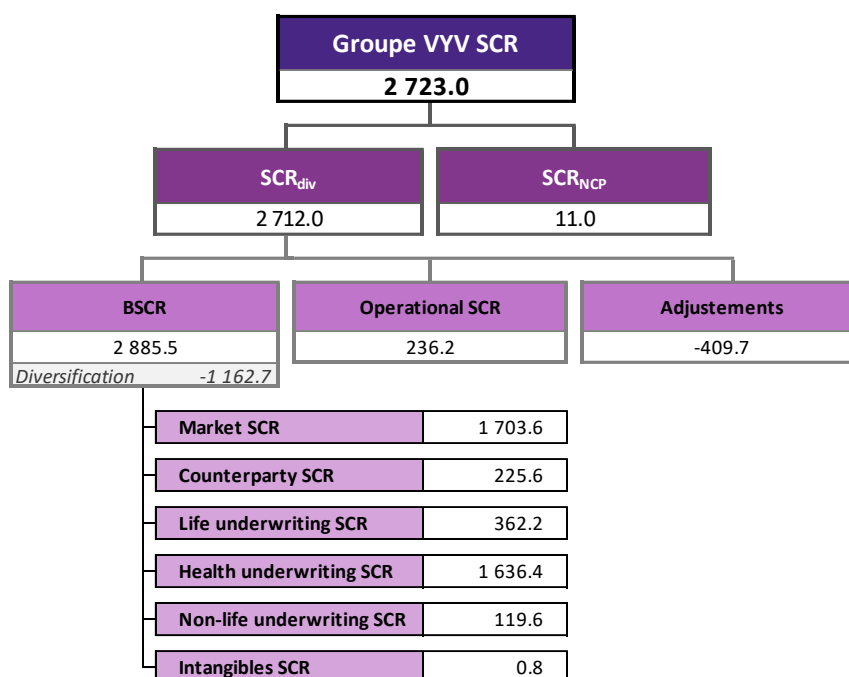 Groupe VYV SCR
2 723.0
SCRdiv SCRNCP
2 712.0 11.0
BSCR Operational SCR Adjustements
2 885.5 236.2 -409.7
Diversification -1 162.7
Market SCR 1 703.6
Counterparty SCR 225.6
Life underwriting SCR 362.2
Health underwriting SCR 1 636.4
Non-life underwriting SCR 119.6
Intangibles SCR 0.8